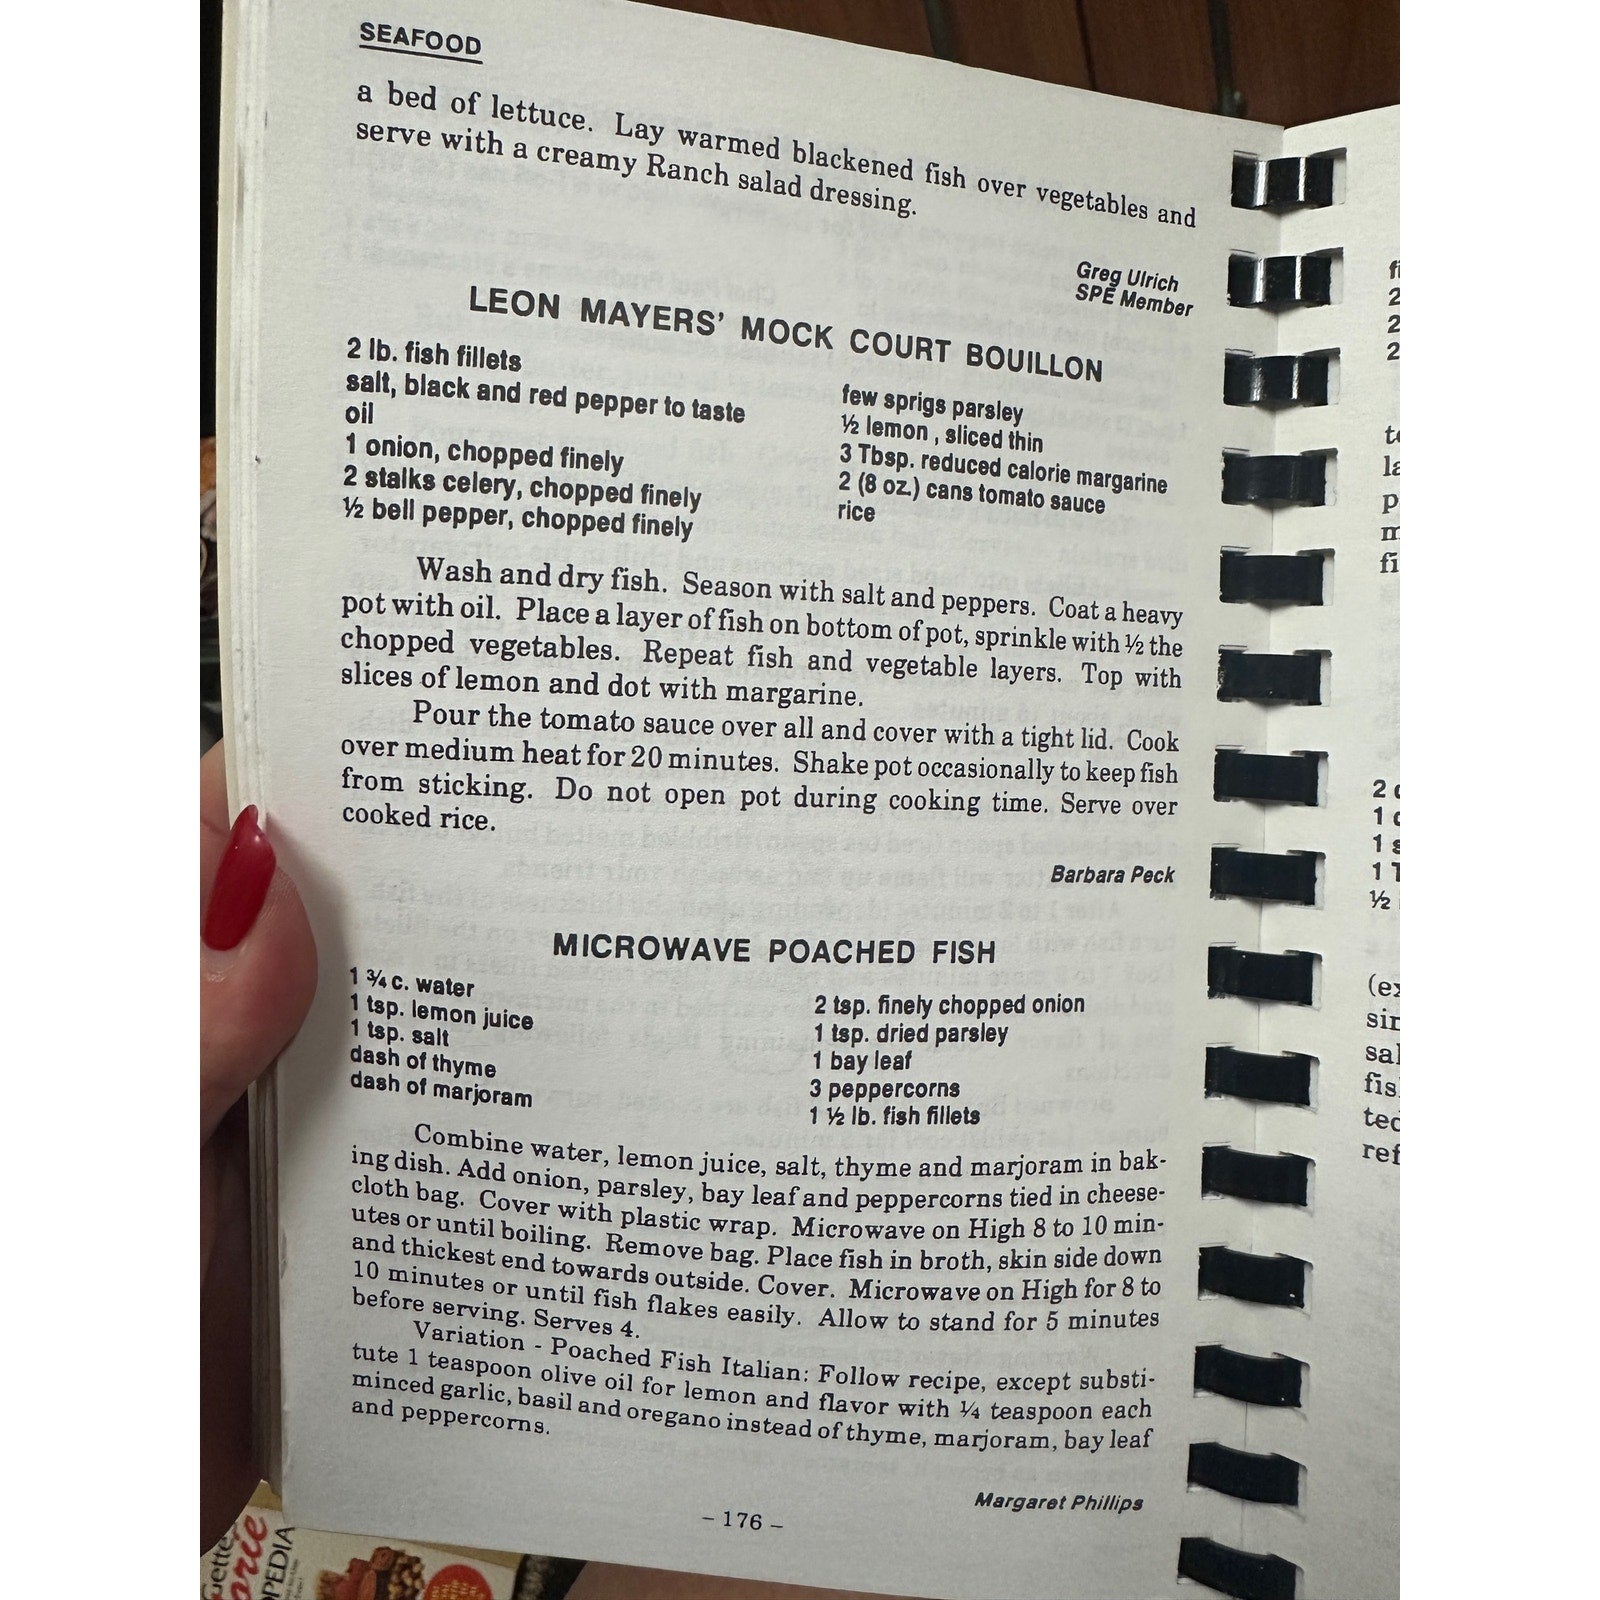 SEAFOOD
a bed of lettuce. Lay warmed blackened fish over vegetables and
serve with a creamy Ranch salad dressing.
Greg Ulrich
SPE Member
LEON MAYERS' MOCK COURT BOUILLON
2 lb. fish fillets
salt, black and red pepper to taste
oil
1 onion, chopped finely
2 stalks celery, chopped finely
½ bell pepper, chopped finely
few sprigs parsley
½ lemon , sliced thin
3 Tbsp. reduced calorie margarine
2 (8 oz.) cans tomato sauce
rice
Wash and dry fish. Season with salt and peppers. Coat a heavy
pot with oil. Place a layer of fish on bottom of pot, sprinkle with ½ the
chopped vegetables. Repeat fish and vegetable layers. Top with
slices of lemon and dot with margarine.
Pour the tomato sauce over all and cover with a tight lid. Cook
over medium heat for 20 minutes. Shake pot occasionally to keep fish
from sticking. Do not open pot during cooking time. Serve over
cooked rice.
Barbara Peck
MICROWAVE POACHED FISH
1 ¾ c. water
1 tsp. lemon juice
1 tsp. salt
dash of thyme
dash of marjoram
2 tsp. finely chopped onion
1 tsp. dried parsley
1 bay leaf
3 peppercorns
1 ½ lb. fish fillets
Combine water, lemon juice, salt, thyme and marjoram in bak-
ing dish. Add onion, parsley, bay leaf and peppercorns tied in cheese-
cloth bag. Cover with plastic wrap. Microwave on High 8 to 10 min-
utes or until boiling. Remove bag. Place fish in broth, skin side down
and thickest end towards outside. Cover. Microwave on High for 8 to
10 minutes or until fish flakes easily. Allow to stand for 5 minutes
before serving. Serves 4.
Variation - Poached Fish Italian: Follow recipe, except substi-
tute 1 teaspoon olive oil for lemon and flavor with ¼ teaspoon each
minced garlic, basil and oregano instead of thyme, marjoram, bay leaf
and peppercorns.
Margaret Phillips
- 176 -